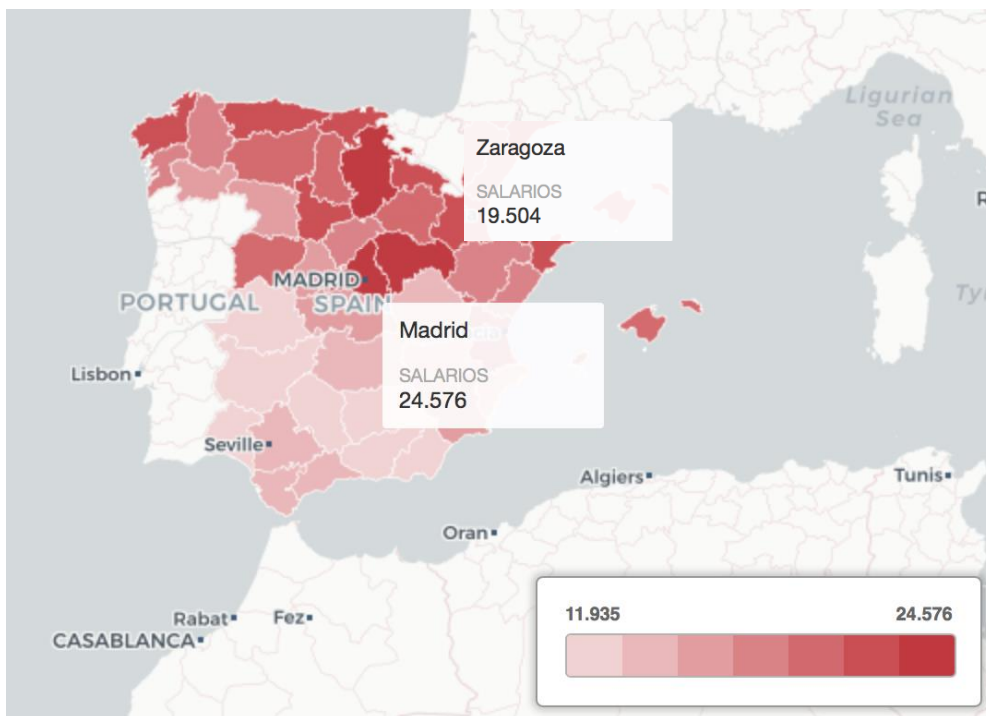 Ligurian
Sea
Zaragoza
SALARIOS
19.504
MADRID
PORTUGAL
SPAIN
Madrid
SALARIOS
24.576
Lisbon
Seville
Algiers
Tunis
Oran
Rabat
Fez
CASABLANCA
11.935
24.576